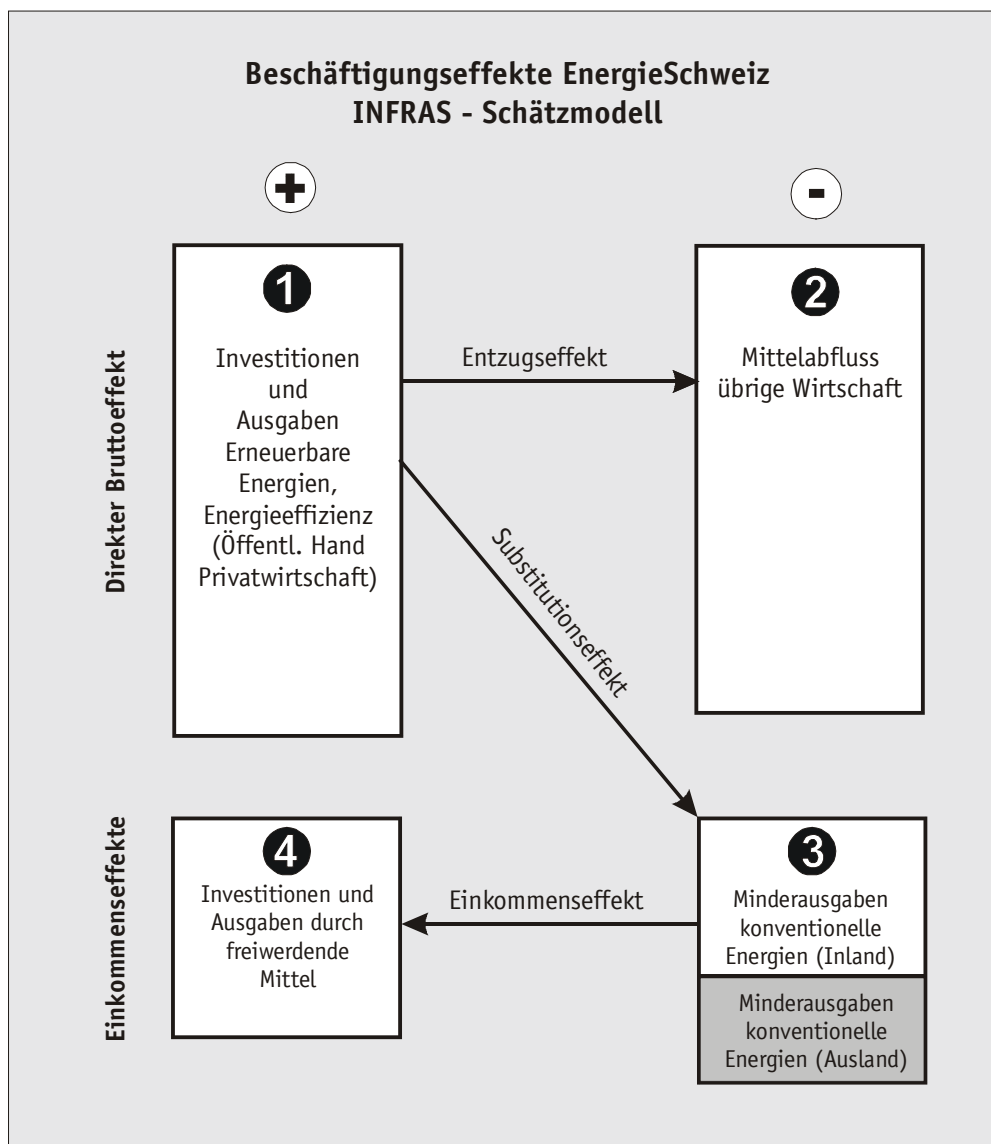 Beschäftigungseffekte EnergieSchweiz
INFRAS - Schätzmodell
+
-
Direkter Bruttoeffekt
1
Investitionen
und
Ausgaben
Erneuerbare
Energien,
Energieeffizienz
(Öffentl. Hand
Privatwirtschaft)
Entzugseffekt
2
Mittelabfluss
übrige Wirtschaft
Substitutionseffekt
Einkommenseffekte
4
Investitionen und
Ausgaben durch
freiwerdende
Mittel
Einkommenseffekt
3
Minderausgaben
konventionelle
Energien (Inland)
Minderausgaben
konventionelle
Energien (Ausland)